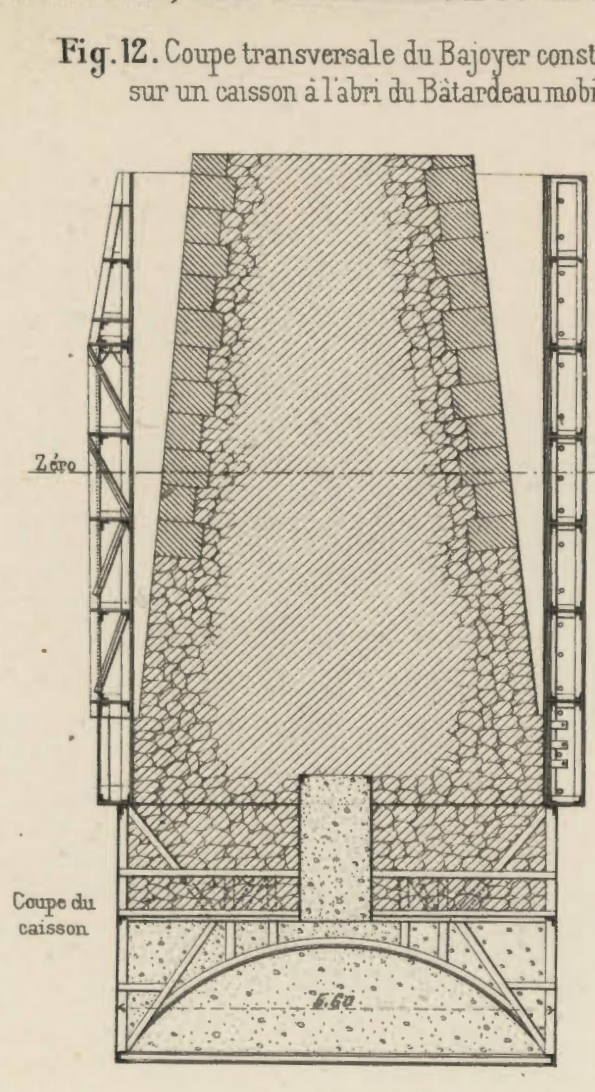 Fig.12. Coupe transversale du Bajoyer const
sur un caisson à l'abri du Bâtardeau mobi
Zéro
Coupe du
caisson
6.60